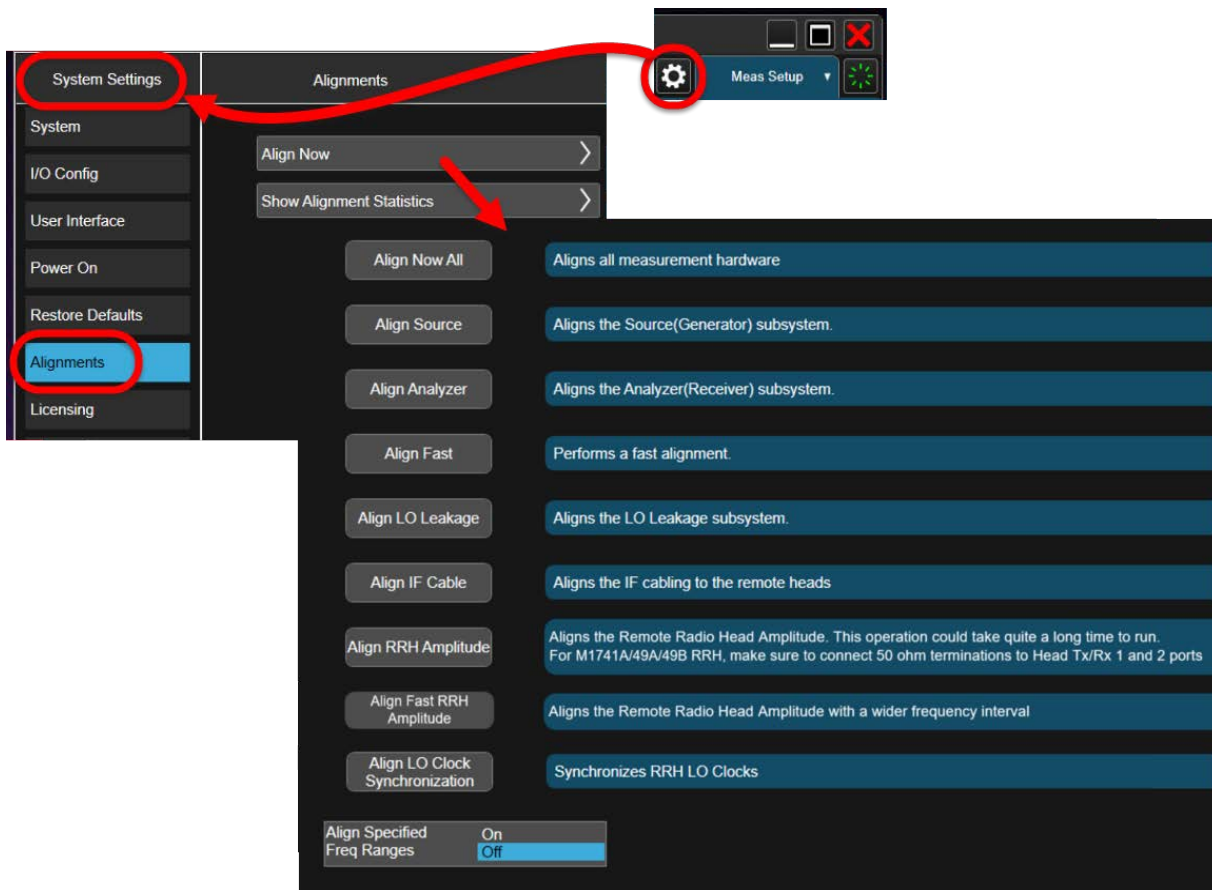 Meas Setup
System Settings
Alignments
System
I/O Config
User Interface
Power On
Restore Defaults
Alignments
Licensing
Align Now
Show Alignment Statistics
Align Now All
Aligns all measurement hardware
Align Source
Aligns the Source(Generator) subsystem.
Align Analyzer
Aligns the Analyzer(Receiver) subsystem.
Align Fast
Performs a fast alignment.
Align LO Leakage
Aligns the LO Leakage subsystem.
Align IF Cable
Aligns the IF cabling to the remote heads
Align RRH Amplitude
Aligns the Remote Radio Head Amplitude. This operation could take quite a long time to run.
For M1741A/49A/49B RRH, make sure to connect 50 ohm terminations to Head Tx/Rx 1 and 2 ports
Align Fast RRH
Amplitude
Aligns the Remote Radio Head Amplitude with a wider frequency interval
Align LO Clock
Synchronization
Synchronizes RRH LO Clocks
Align Specified
Freq Ranges
On
Off